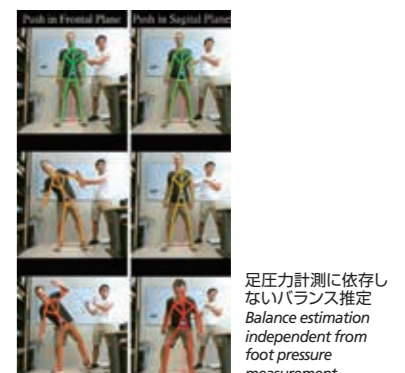 Push in Frontal Plane
Push in Sagittal Plane
足圧力計測に依存し
ないバランス推定
Balance estimation
independent from
foot pressure
measurement